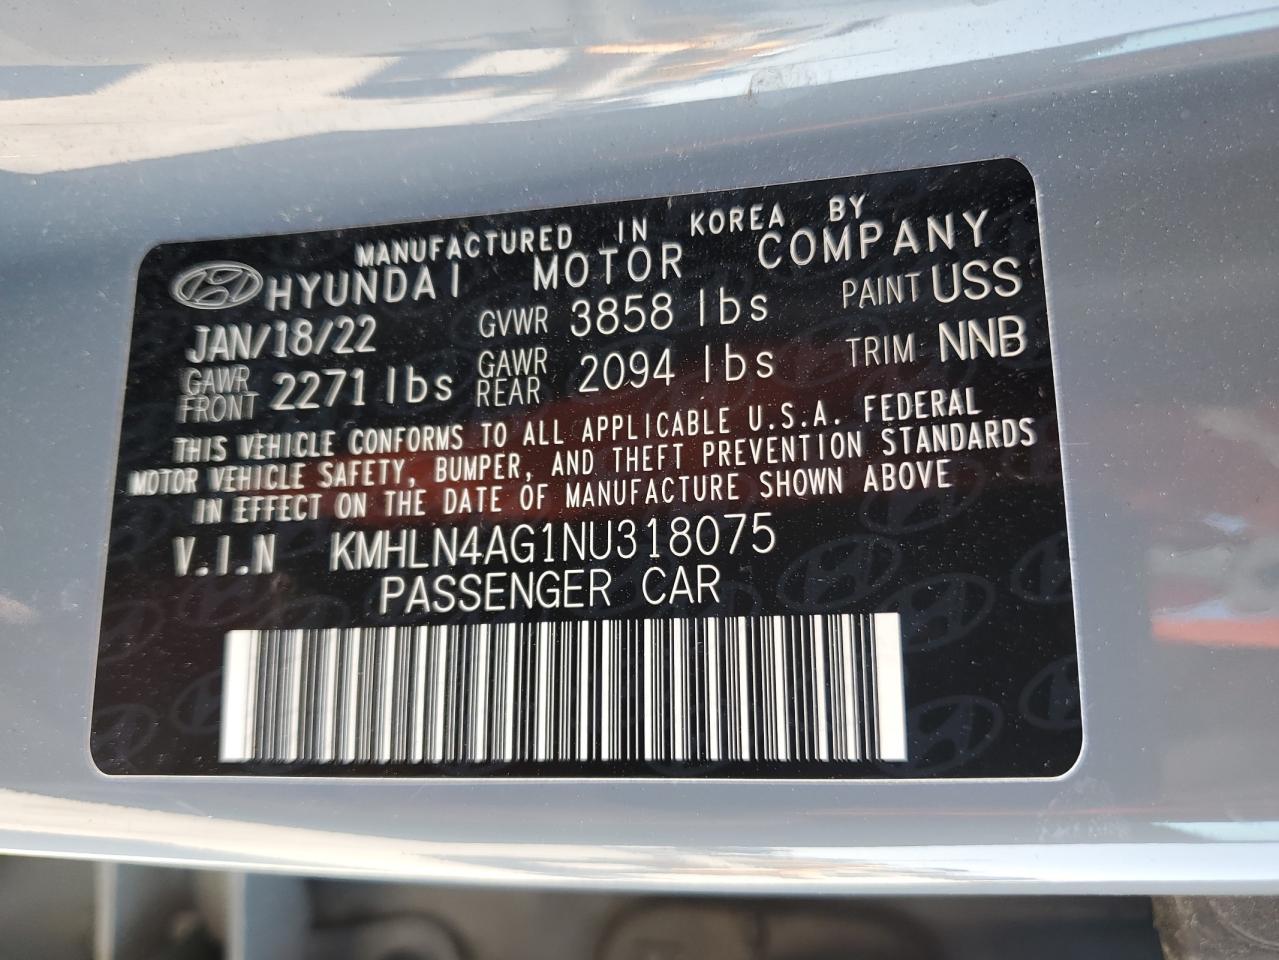 MANUFACTURED IN KOREA BY
HYUNDAI MOTOR COMPANY
JAN/18/22 GVWR 3858 lbs PAINT USS
GAWR FRONT 2271 lbs GAWR REAR 2094 lbs TRIM NNB
THIS VEHICLE CONFORMS TO ALL APPLICABLE U.S.A. FEDERAL
MOTOR VEHICLE SAFETY, BUMPER, AND THEFT PREVENTION STANDARDS
IN EFFECT ON THE DATE OF MANUFACTURE SHOWN ABOVE
V.I.N KMHLN4AG1NU318075
PASSENGER CAR